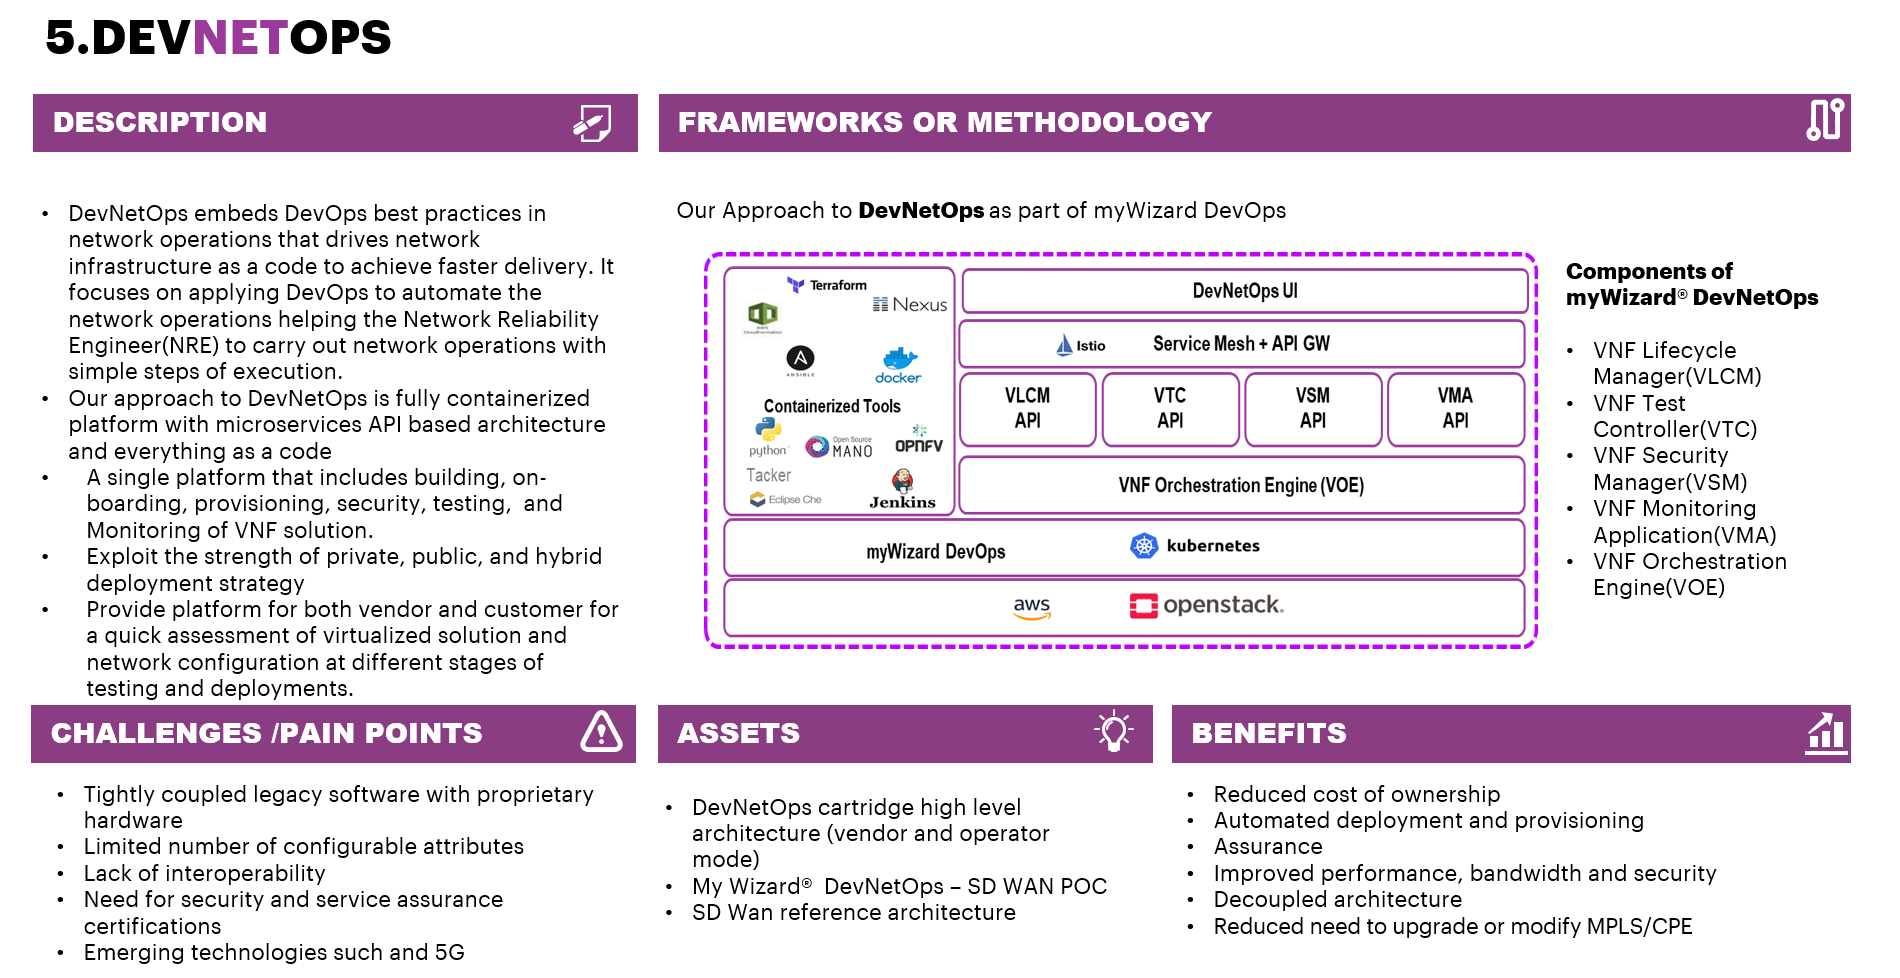 5.DEVNETOPS
DESCRIPTION
• DevNetOps embeds DevOps best practices in
network operations that drives network
infrastructure as a code to achieve faster delivery. It
focuses on applying DevOps to automate the
network operations helping the Network Reliability
Engineer(NRE) to carry out network operations with
simple steps of execution.
• Our approach to DevNetOps is fully containerized
platform with microservices API based architecture
and everything as a code
• A single platform that includes building, on-
boarding, provisioning, security, testing, and
Monitoring of VNF solution.
• Exploit the strength of private, public, and hybrid
deployment strategy
• Provide platform for both vendor and customer for
a quick assessment of virtualized solution and
network configuration at different stages of
testing and deployments.
FRAMEWORKS OR METHODOLOGY
Our Approach to DevNetOps as part of myWizard DevOps
Terraform
Nexus
aws
CloudFormation
ANSIBLE
docker
Containerized Tools
python
Open Source
MANO
OPNFV
Tacker
Eclipse Che
Jenkins
DevNetOps UI
Istio
Service Mesh + API GW
VLCM
API
VTC
API
VSM
API
VMA
API
VNF Orchestration Engine (VOE)
myWizard DevOps
kubernetes
aws
openstack.
Components of
myWizard® DevNetOps
• VNF Lifecycle
Manager(VLCM)
• VNF Test
Controller(VTC)
• VNF Security
Manager(VSM)
• VNF Monitoring
Application(VMA)
• VNF Orchestration
Engine(VOE)
CHALLENGES /PAIN POINTS
• Tightly coupled legacy software with proprietary
hardware
• Limited number of configurable attributes
• Lack of interoperability
• Need for security and service assurance
certifications
• Emerging technologies such and 5G
ASSETS
• DevNetOps cartridge high level
architecture (vendor and operator
mode)
• My Wizard® DevNetOps – SD WAN POC
• SD Wan reference architecture
BENEFITS
• Reduced cost of ownership
• Automated deployment and provisioning
• Assurance
• Improved performance, bandwidth and security
• Decoupled architecture
• Reduced need to upgrade or modify MPLS/CPE